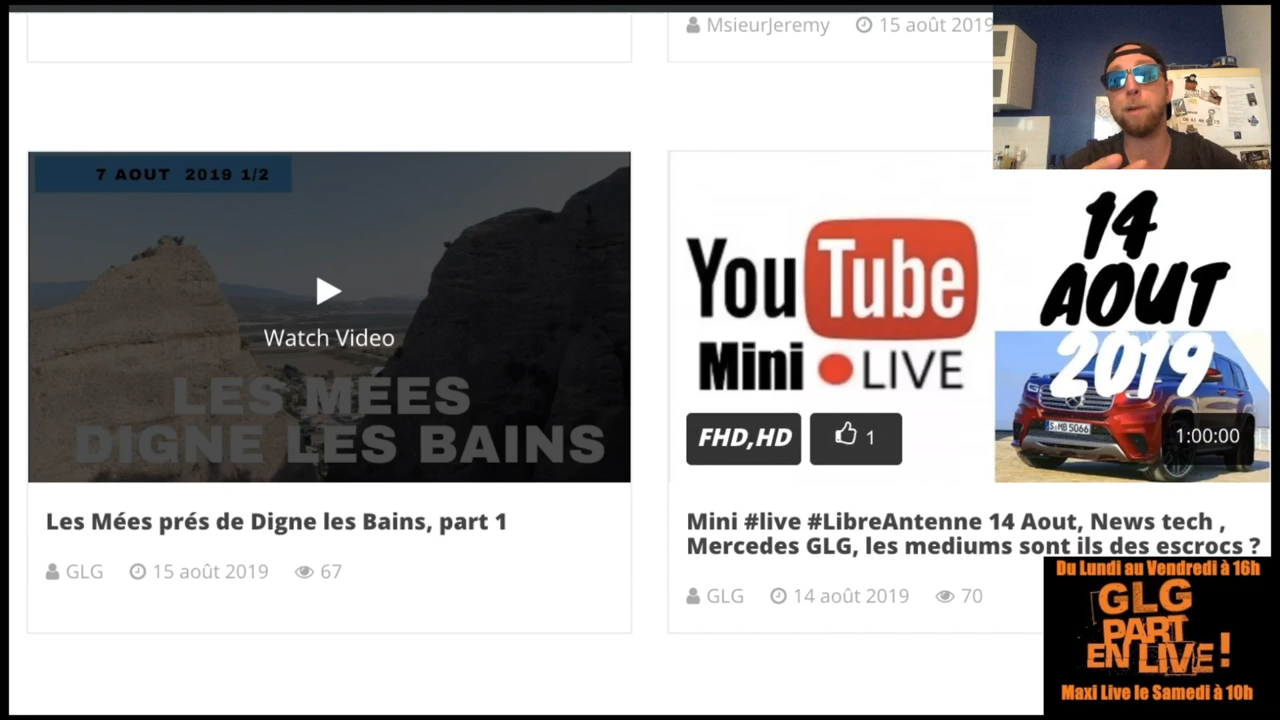 MsieurJeremy 15 août 2019
7 AOUT 2019 1/2
Watch Video
LES MÉES
DIGNE LES BAINS
Les Mées prés de Digne les Bains, part 1
GLG 15 août 2019 67
YouTube
Mini LIVE
14
AOUT
2019
S MB 5066
FHD,HD 1
1:00:00
Mini #live #LibreAntenne 14 Aout, News tech ,
Mercedes GLG, les mediums sont ils des escrocs ?
GLG 14 août 2019 70
Du Lundi au Vendredi à 16h
GLG
PART
EN LIVE !
Maxi Live le Samedi à 10h